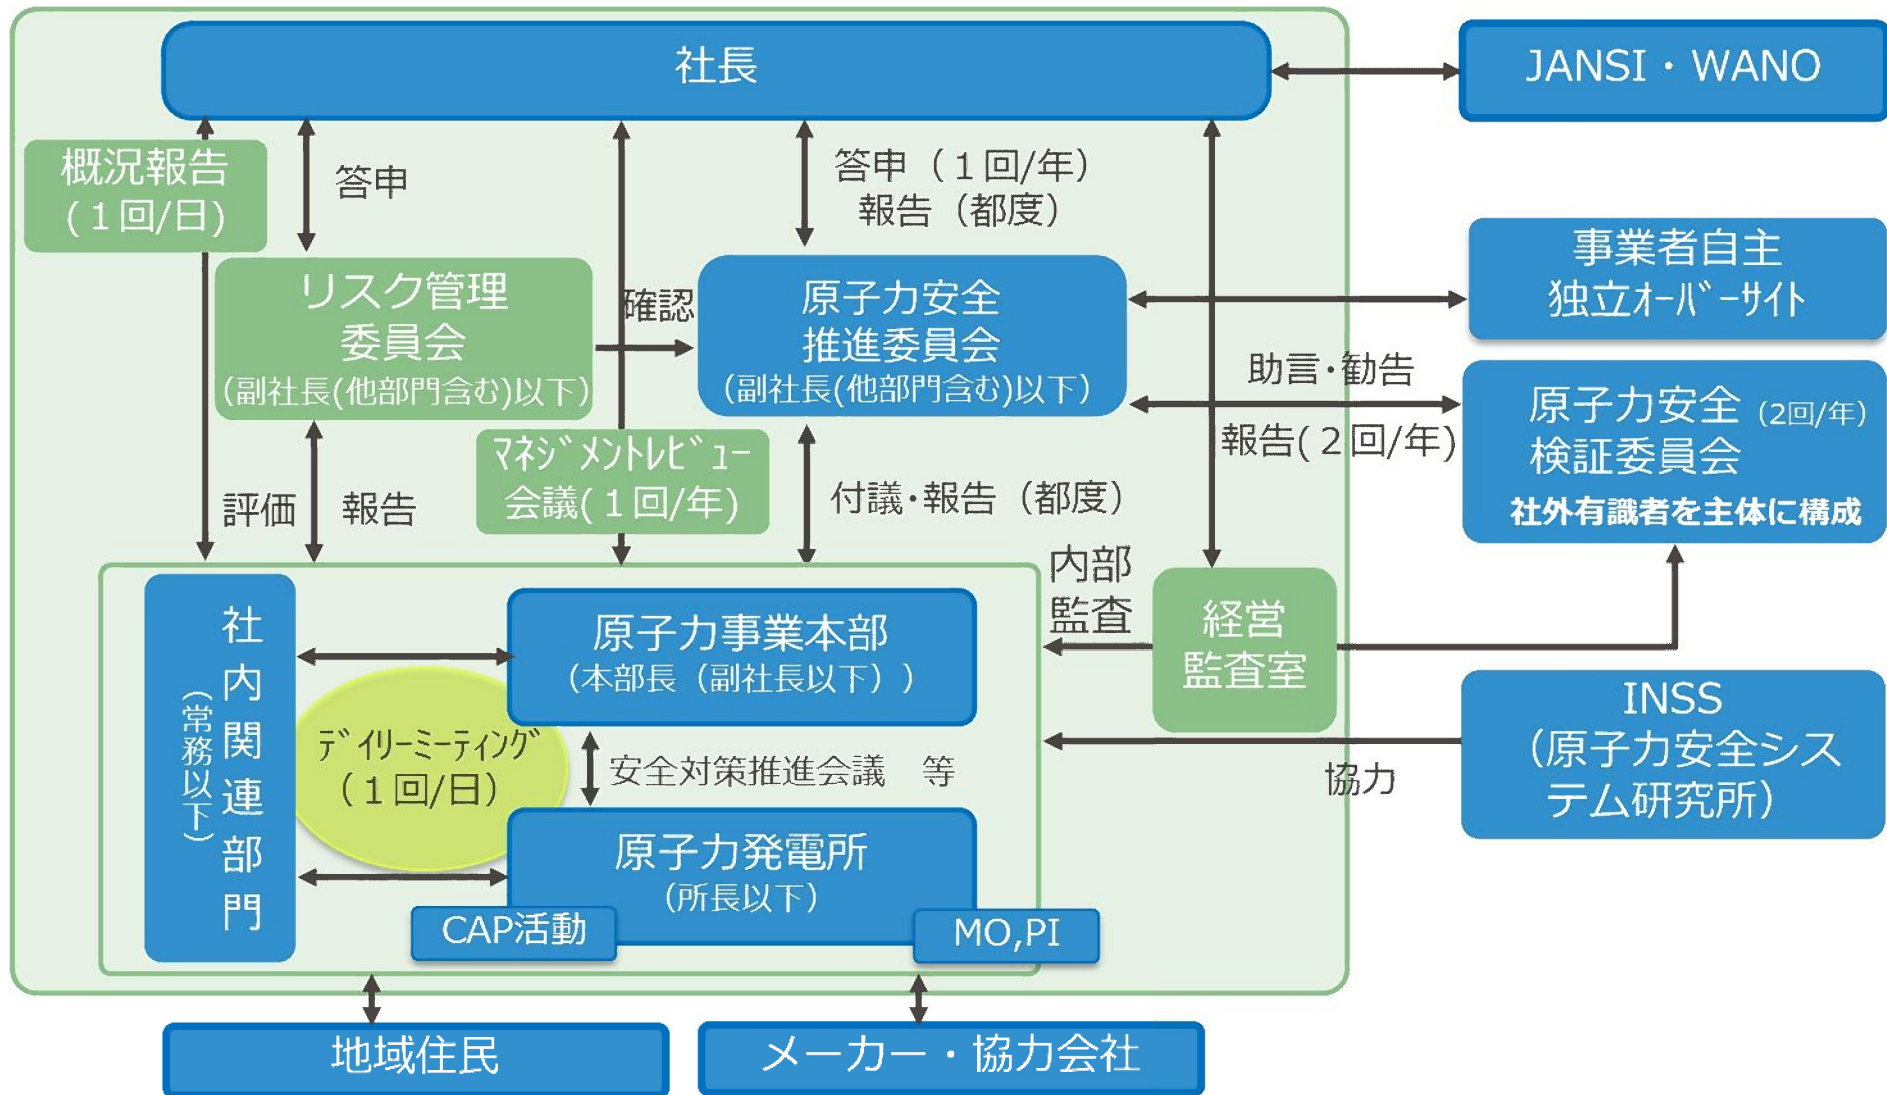 社長
JANSI・WANO
概況報告
(１回/日)
答申
答申（１回/年）
報告（都度）
リスク管理
委員会
(副社長(他部門含む)以下)
確認
原子力安全
推進委員会
(副社長(他部門含む)以下)
事業者自主
独立ｵｰﾊﾞｰｻｲﾄ
助言･勧告
報告(２回/年)
原子力安全 (2回/年)
検証委員会
社外有識者を主体に構成
ﾏﾈｼﾞﾒﾝﾄﾚﾋﾞｭｰ
会議(１回/年)
評価
報告
付議･報告（都度）
内部
監査
経営
監査室
社内関連部門
（常務以下）
原子力事業本部
（本部長（副社長以下））
ﾃﾞｲﾘｰﾐｰﾃｨﾝｸﾞ
(１回/日)
安全対策推進会議　等
原子力発電所
（所長以下）
CAP活動
MO,PI
INSS
（原子力安全シス
テム研究所）
協力
地域住民
メーカー・協力会社